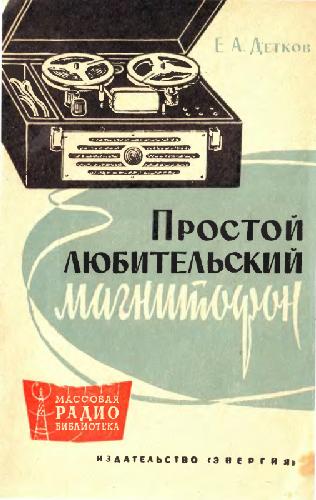 Е. А. Детков
Простой
любительский
магнитофон
МАССОВАЯ
РАДИО
БИБЛИОТЕКА
ИЗДАТЕЛЬСТВО «ЭНЕРГИЯ»